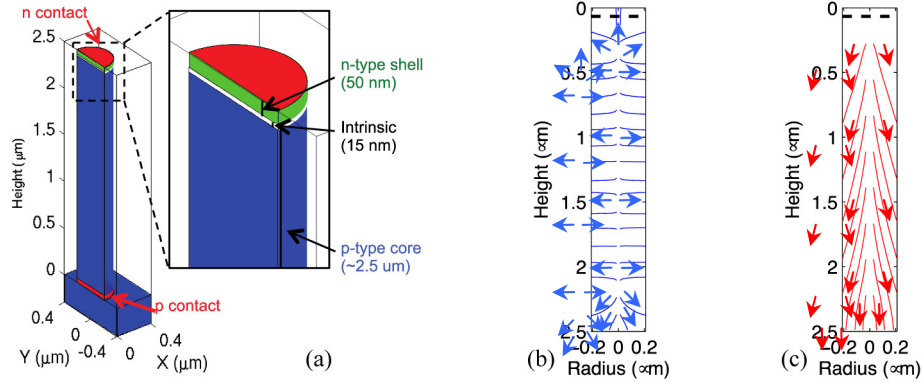 n contact
2.5
2
1.5
1
0.5
0
Height (μm)
0.4
0
-0.4
Y (μm)
0
0.4
X (μm)
p contact
n-type shell
(50 nm)
Intrinsic
(15 nm)
p-type core
(~2.5 um)
(a)
0
0.5
1
1.5
2
2.5
Height (∝m)
-0.2 0 0.2
Radius (∝m)
(b)
0
0.5
1
1.5
2
2.5
Height (∝m)
-0.2 0 0.2
Radius (∝m)
(c)